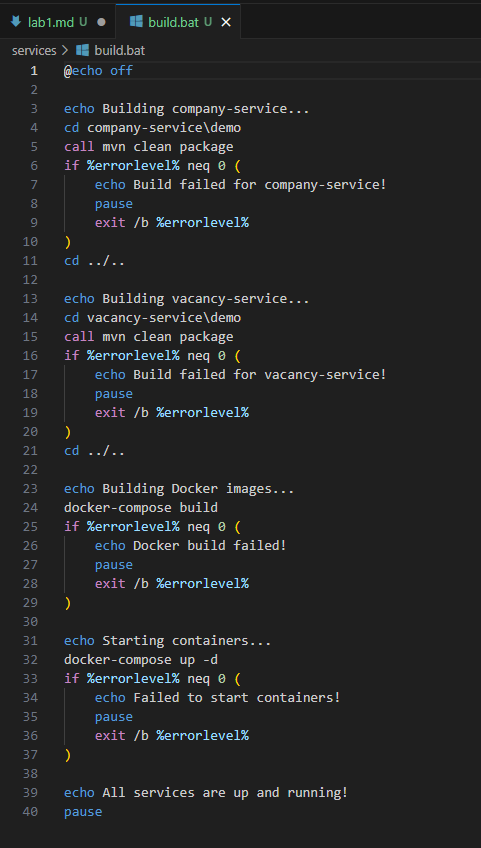 lab1.md U
build.bat U
services > build.bat
1 @echo off
2
3 echo Building company-service...
4 cd company-service\demo
5 call mvn clean package
6 if %errorlevel% neq 0 (
7     echo Build failed for company-service!
8     pause
9     exit /b %errorlevel%
10 )
11 cd ../..
12
13 echo Building vacancy-service...
14 cd vacancy-service\demo
15 call mvn clean package
16 if %errorlevel% neq 0 (
17     echo Build failed for vacancy-service!
18     pause
19     exit /b %errorlevel%
20 )
21 cd ../..
22
23 echo Building Docker images...
24 docker-compose build
25 if %errorlevel% neq 0 (
26     echo Docker build failed!
27     pause
28     exit /b %errorlevel%
29 )
30
31 echo Starting containers...
32 docker-compose up -d
33 if %errorlevel% neq 0 (
34     echo Failed to start containers!
35     pause
36     exit /b %errorlevel%
37 )
38
39 echo All services are up and running!
40 pause